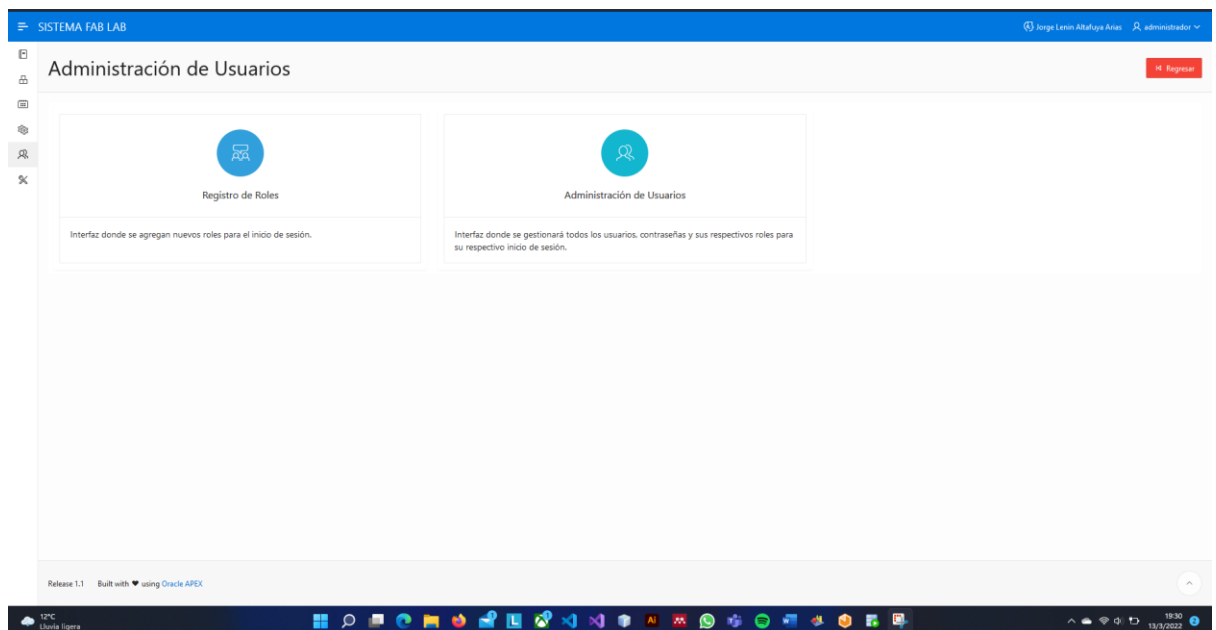 SISTEMA FAB LAB
Jorge Lenin Altafuya Arias
administrador
Administración de Usuarios
Regresar
Registro de Roles
Interfaz donde se agregan nuevos roles para el inicio de sesión.
Administración de Usuarios
Interfaz donde se gestionará todos los usuarios, contraseñas y sus respectivos roles para
su respectivo inicio de sesión.
Release 1.1
Built with ♥ using Oracle APEX
12°C
Lluvia ligera
L
Ai
19:30
13/3/2022
2